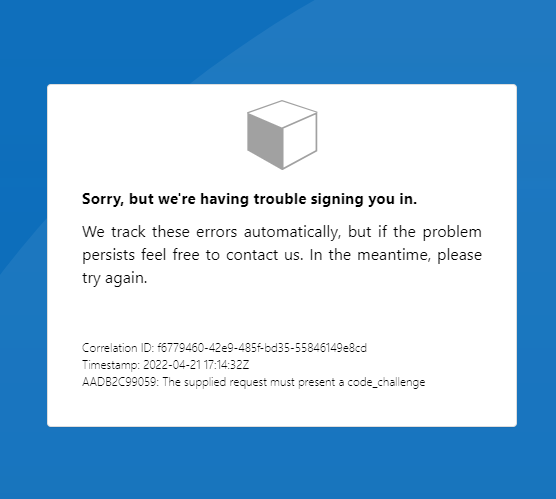 Sorry, but we're having trouble signing you in.
We track these errors automatically, but if the problem
persists feel free to contact us. In the meantime, please
try again.
Correlation ID: f6779460-42e9-485f-bd35-55846149e8cd
Timestamp: 2022-04-21 17:14:32Z
AADB2C99059: The supplied request must present a code_challenge